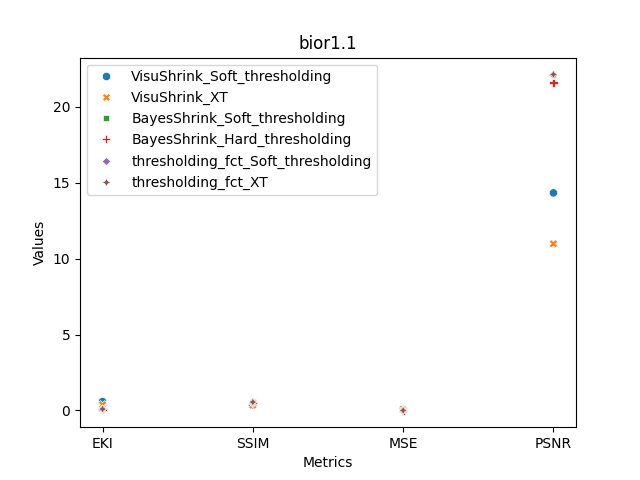 bior1.1
VisuShrink_Soft_thresholding
VisuShrink_XT
BayesShrink_Soft_thresholding
BayesShrink_Hard_thresholding
thresholding_fct_Soft_thresholding
thresholding_fct_XT
20
15
10
5
0
Values
EKI SSIM MSE PSNR
Metrics